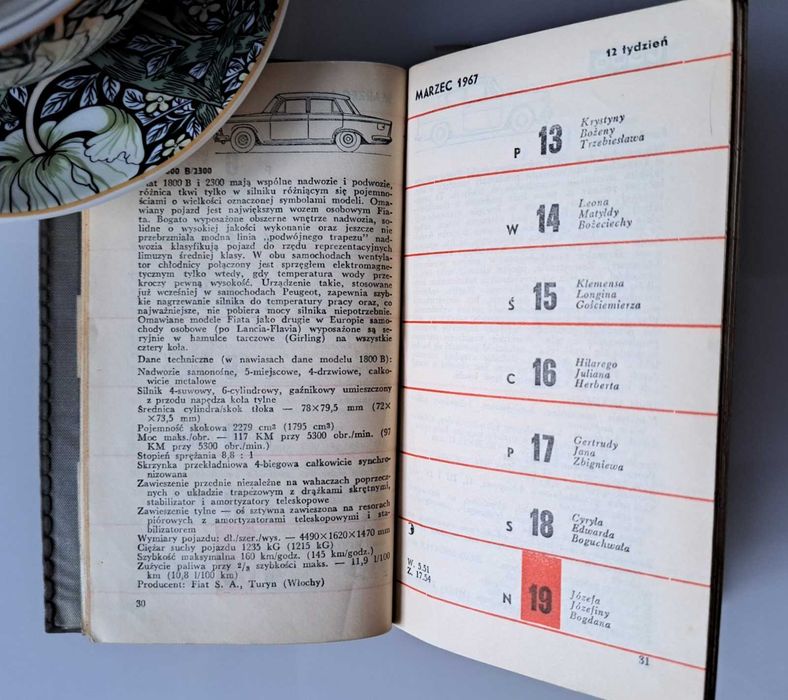 00 B/2300
iat 1800 B i 2300 mają wspólne nadwozie i podwozie,
różnica tkwi tylko w silniku różniącym się pojemno-
ściami o wielkości oznaczonej symbolami modeli. Oma-
wiany pojazd jest największym wozem osobowym Fia-
ta. Bogato wyposażone obszerne wnętrze nadwozia, so-
lidne o wysokiej jakości wykonanie oraz jeszcze nie
przebrzmiała modna linia „podwójnego trapezu” nad-
wozia klasyfikują pojazd do rzędu reprezentacyjnych
limuzyn średniej klasy. W obu samochodach wentyla-
tor chłodnicy połączony jest sprzęgłem elektromagne-
tycznym tylko wtedy, gdy temperatura wody prze-
kroczy pewną wysokość. Urządzenie takie, stosowane
już wcześniej w samochodach Peugeot, zapewnia szyb-
kie nagrzewanie silnika do temperatury pracy oraz, co
najważniejsze, nie pobiera mocy silnika niepotrzebnie.
Omawiane modele Fiata jako drugie w Europie samo-
chody osobowe (po Lancia-Flavia) wyposażone są se-
ryjnie w hamulce tarczowe (Girling) na wszystkie
cztery koła.
Dane techniczne (w nawiasach dane modelu 1800 B):
Nadwozie samonośne, 5-miejscowe, 4-drzwiowe, całko-
wicie metalowe
Silnik 4-suwowy, 6-cylindrowy, gaźnikowy umieszczony
z przodu napędza koła tylne
Średnica cylindra/skok tłoka — 78×79,5 mm (72×
×73,5 mm)
Pojemność skokowa 2279 cm³ (1795 cm³)
Moc maks./obr. — 117 KM przy 5300 obr./min. (97
KM przy 5300 obr./min.)
Stopień sprężania 8,8 : 1
Skrzynka przekładniowa 4-biegowa całkowicie synchro-
nizowana
Zawieszenie przednie niezależne na wahaczach poprzecz-
nych o układzie trapezowym z drążkami skrętnymi,
stabilizator i amortyzatory teleskopowe
Zawieszenie tylne — oś sztywna zawieszona na resorach
piórowych z amortyzatorami teleskopowymi i sta-
bilizatorem
Wymiary pojazdu: dł./szer./wys. — 4490×1620×1470 mm
Ciężar suchy pojazdu 1235 kG (1215 kG)
Szybkość maksymalna 160 km/godz. (145 km/godz.)
Zużycie paliwa przy 2/3 szybkości maks. — 11,9 l/100
km (10,8 l/100 km)
Producent: Fiat S. A., Turyn (Włochy)
30
MARZEC 1967
12 tydzień
P 13 Krystyny
Bożeny
Trzebiesława
W 14 Leona
Matyldy
Bożeciechy
Ś 15 Klemensa
Longina
Gościemierza
C 16 Hilarego
Juliana
Herberta
P 17 Gertrudy
Jana
Zbigniewa
S 18 Cyryla
Edwarda
Boguchwała
W. 5.51
Z. 17.54
N 19 Józefa
Józefiny
Bogdana
31